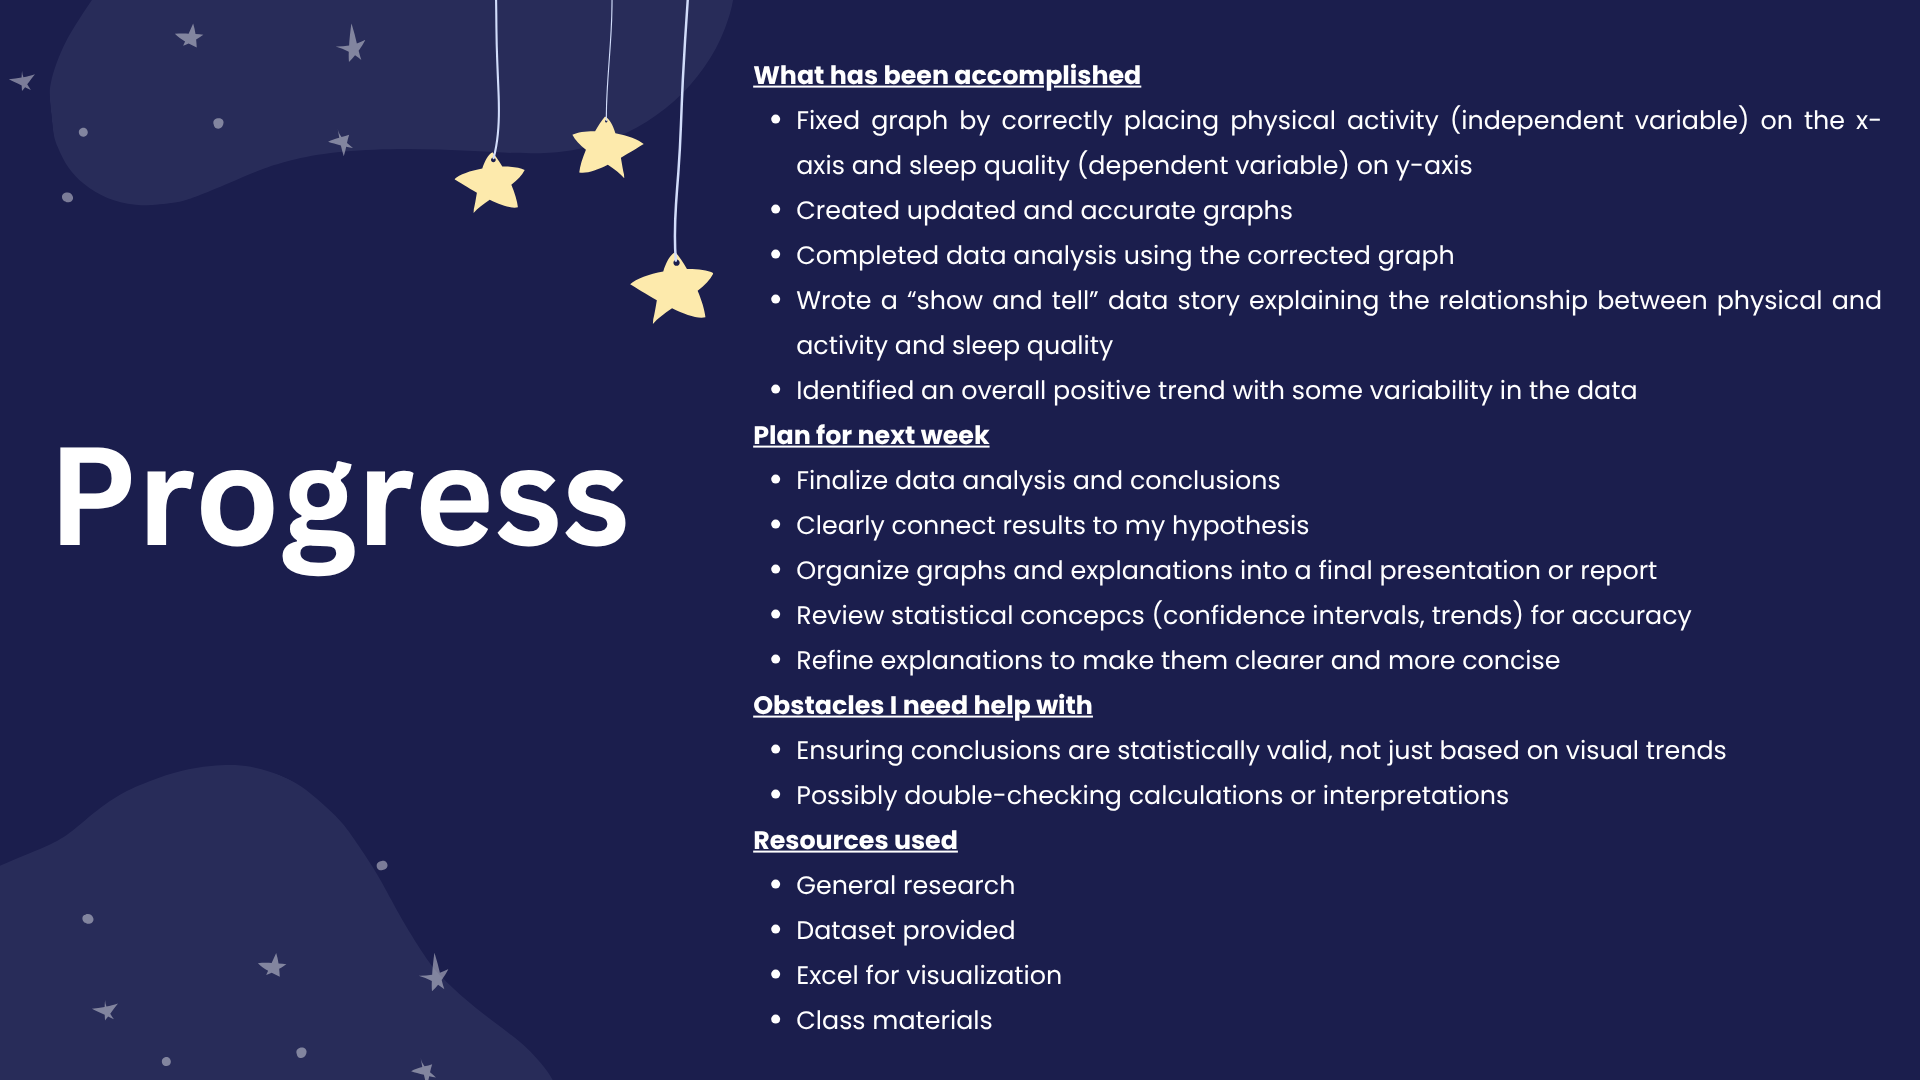 Progress
What has been accomplished
• Fixed graph by correctly placing physical activity (independent variable) on the x-
axis and sleep quality (dependent variable) on y-axis
• Created updated and accurate graphs
• Completed data analysis using the corrected graph
• Wrote a “show and tell” data story explaining the relationship between physical and
activity and sleep quality
• Identified an overall positive trend with some variability in the data
Plan for next week
• Finalize data analysis and conclusions
• Clearly connect results to my hypothesis
• Organize graphs and explanations into a final presentation or report
• Review statistical concepcs (confidence intervals, trends) for accuracy
• Refine explanations to make them clearer and more concise
Obstacles I need help with
• Ensuring conclusions are statistically valid, not just based on visual trends
• Possibly double-checking calculations or interpretations
Resources used
• General research
• Dataset provided
• Excel for visualization
• Class materials